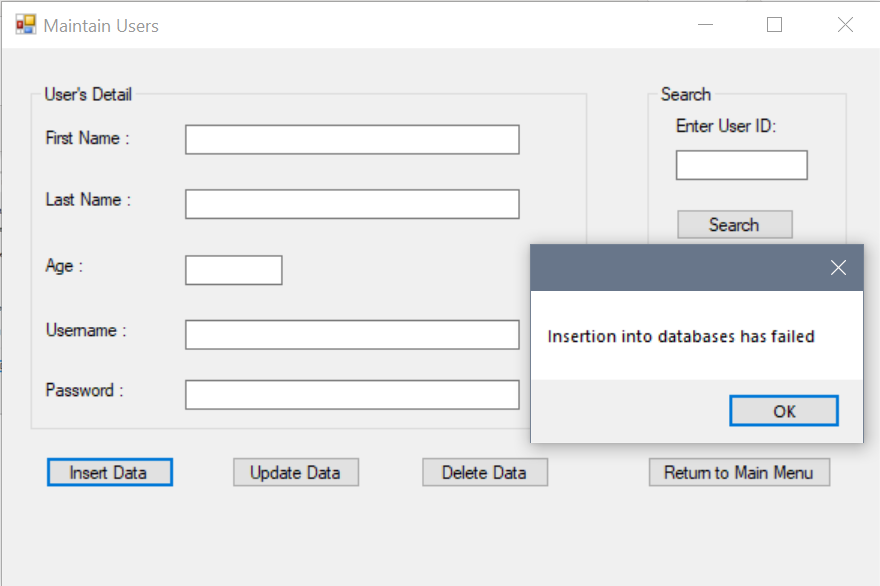 Maintain Users
User's Detail
First Name :
Last Name :
Age :
Username :
Password :
Search
Enter User ID:
Search
Insertion into databases has failed
OK
Insert Data
Update Data
Delete Data
Return to Main Menu